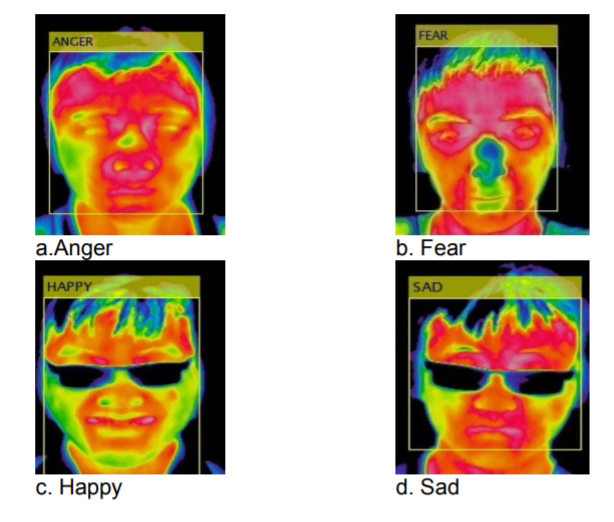 ANGER
FEAR
a.Anger
b. Fear
HAPPY
SAD
c. Happy
d. Sad